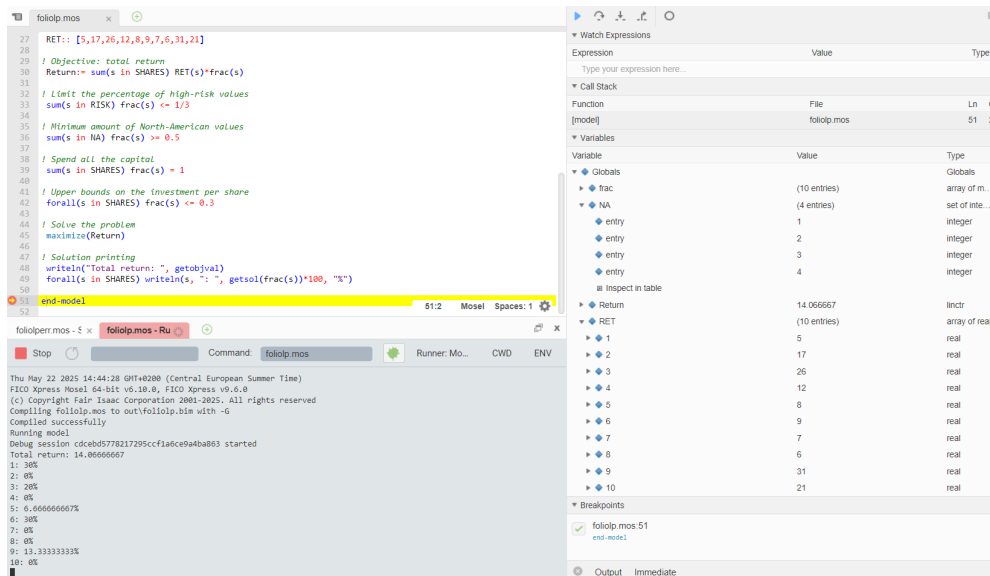 foliolp.mos ×
27 RET:: [5,17,26,12,8,9,7,6,31,21]
28
29 ! Objective: total return
30 Return:= sum(s in SHARES) RET(s)*frac(s)
31
32 ! Limit the percentage of high-risk values
33 sum(s in RISK) frac(s) <= 1/3
34
35 ! Minimum amount of North-American values
36 sum(s in NA) frac(s) >= 0.5
37
38 ! Spend all the capital
39 sum(s in SHARES) frac(s) = 1
40
41 ! Upper bounds on the investment per share
42 forall(s in SHARES) frac(s) <= 0.3
43
44 ! Solve the problem
45 maximize(Return)
46
47 ! Solution printing
48 writeln("Total return: ", getobjval)
49 forall(s in SHARES) writeln(s, ": ", getsol(frac(s))*100, "%")
50
51 end-model
52
51:2 Mosel Spaces: 1
foliolperr.mos - S × foliolp.mos - Ru
Stop Command: foliolp.mos Runner: Mo... CWD ENV
Thu May 22 2025 14:44:28 GMT+0200 (Central European Summer Time)
FICO Xpress Mosel 64-bit v6.10.0, FICO Xpress v9.6.0
(c) Copyright Fair Isaac Corporation 2001-2025. All rights reserved
Compiling foliolp.mos to out\foliolp.bim with -G
Compiled successfully
Running model
Debug session cdcebd5778217295ccf1a6ce9a4ba863 started
Total return: 14.06666667
1: 30%
2: 0%
3: 20%
4: 0%
5: 6.666666667%
6: 30%
7: 0%
8: 0%
9: 13.33333333%
10: 0%
Watch Expressions
Expression Value Type
Type your expression here...
Call Stack
Function File Ln
[model] foliolp.mos 51
Variables
Variable Value Type
Globals Globals
frac (10 entries) array of m...
NA (4 entries) set of inte...
entry 1 integer
entry 2 integer
entry 3 integer
entry 4 integer
Inspect in table
Return 14.066667 linctr
RET (10 entries) array of real
1 5 real
2 17 real
3 26 real
4 12 real
5 8 real
6 9 real
7 7 real
8 6 real
9 31 real
10 21 real
Breakpoints
foliolp.mos:51
end-model
Output Immediate